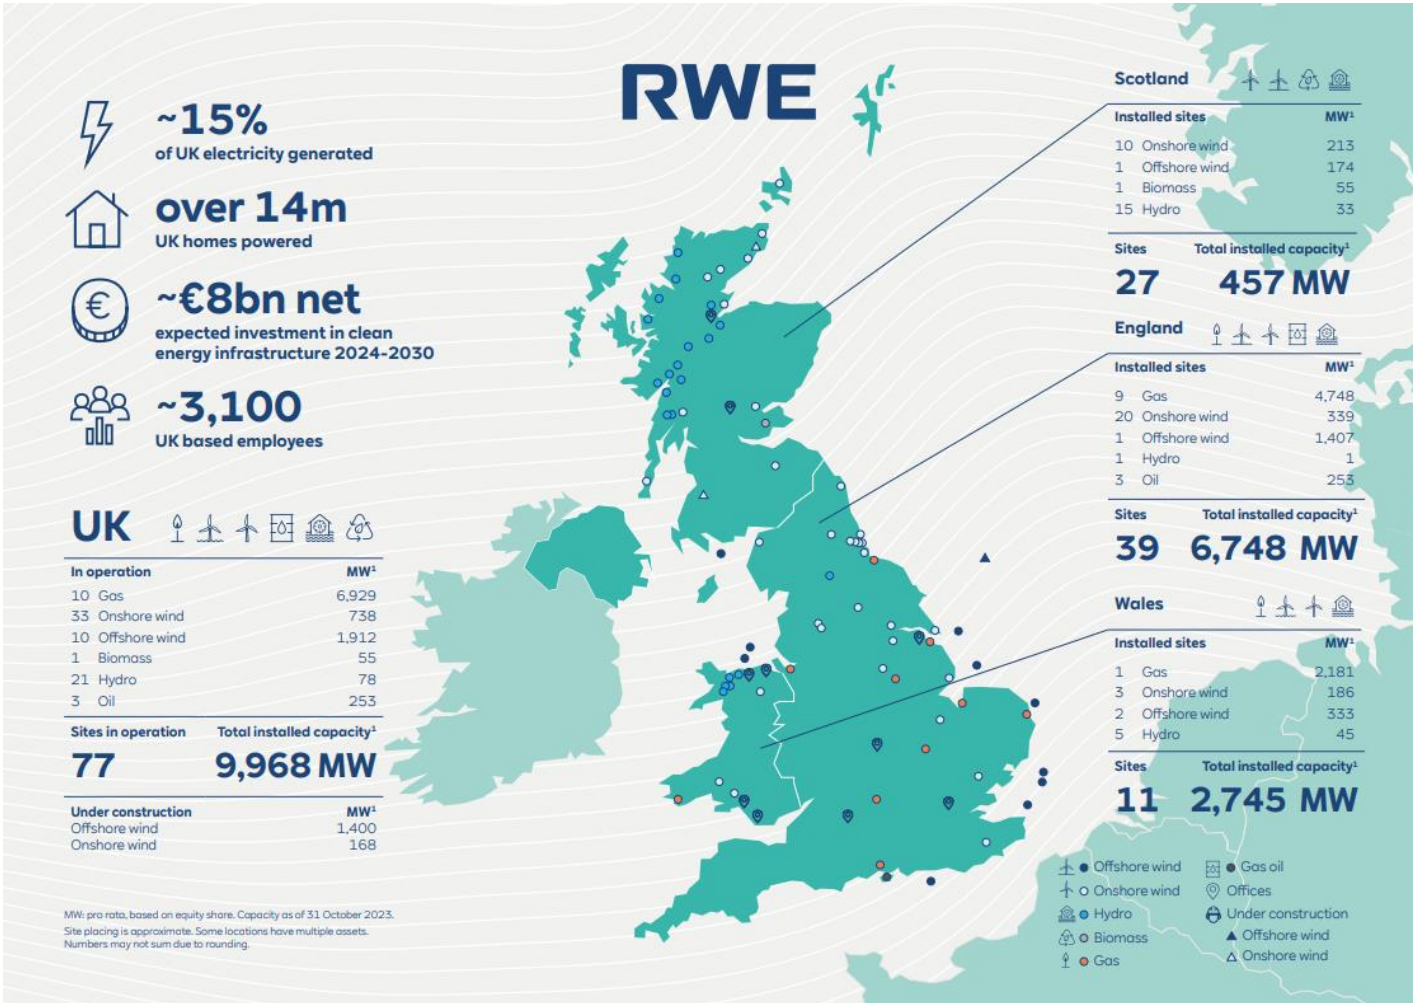 RWE
~15%
of UK electricity generated
over 14m
UK homes powered
€
~€8bn net
expected investment in clean
energy infrastructure 2024-2030
~3,100
UK based employees
UK
In operation MW¹
10 Gas 6,929
33 Onshore wind 738
10 Offshore wind 1,912
1 Biomass 55
21 Hydro 78
3 Oil 253
Sites in operation Total installed capacity¹
77 9,968 MW
Under construction MW¹
Offshore wind 1,400
Onshore wind 168
MW: pro rata, based on equity share. Capacity as of 31 October 2023.
Site placing is approximate. Some locations have multiple assets.
Numbers may not sum due to rounding.
Scotland
Installed sites MW¹
10 Onshore wind 213
1 Offshore wind 174
1 Biomass 55
15 Hydro 33
Sites Total installed capacity¹
27 457 MW
England
Installed sites MW¹
9 Gas 4,748
20 Onshore wind 339
1 Offshore wind 1,407
1 Hydro 1
3 Oil 253
Sites Total installed capacity¹
39 6,748 MW
Wales
Installed sites MW¹
1 Gas 2,181
3 Onshore wind 186
2 Offshore wind 333
5 Hydro 45
Sites Total installed capacity¹
11 2,745 MW
Offshore wind
Onshore wind
Hydro
Biomass
Gas
Gas oil
Offices
Under construction
Offshore wind
Onshore wind